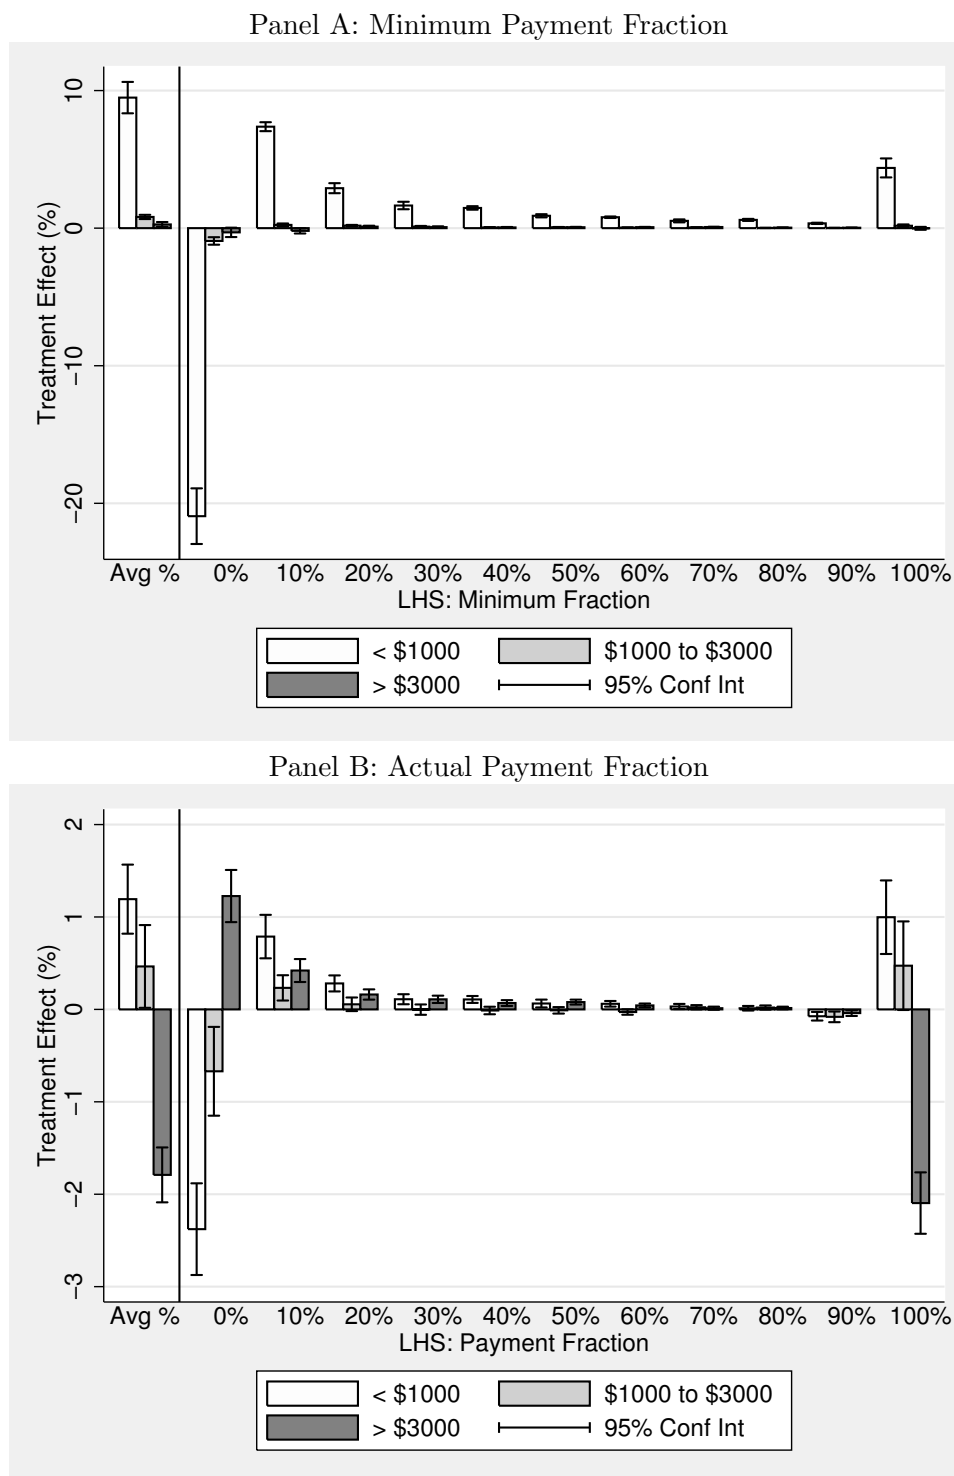 Panel A: Minimum Payment Fraction
Treatment Effect (%)
10
0
−10
−20
Avg % 0% 10% 20% 30% 40% 50% 60% 70% 80% 90% 100%
LHS: Minimum Fraction
< $1000 $1000 to $3000
> $3000 95% Conf Int
Panel B: Actual Payment Fraction
Treatment Effect (%)
2
1
0
−1
−2
−3
Avg % 0% 10% 20% 30% 40% 50% 60% 70% 80% 90% 100%
LHS: Payment Fraction
< $1000 $1000 to $3000
> $3000 95% Conf Int